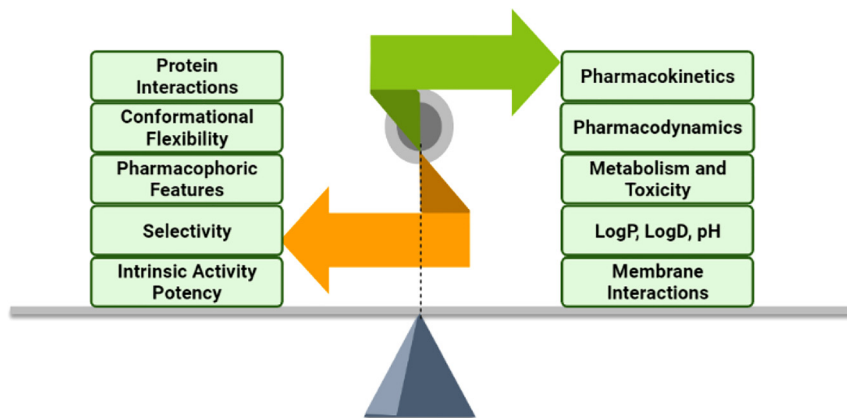 Protein
Interactions
Conformational
Flexibility
Pharmacophoric
Features
Selectivity
Intrinsic Activity
Potency
Pharmacokinetics
Pharmacodynamics
Metabolism and
Toxicity
LogP, LogD, pH
Membrane
Interactions